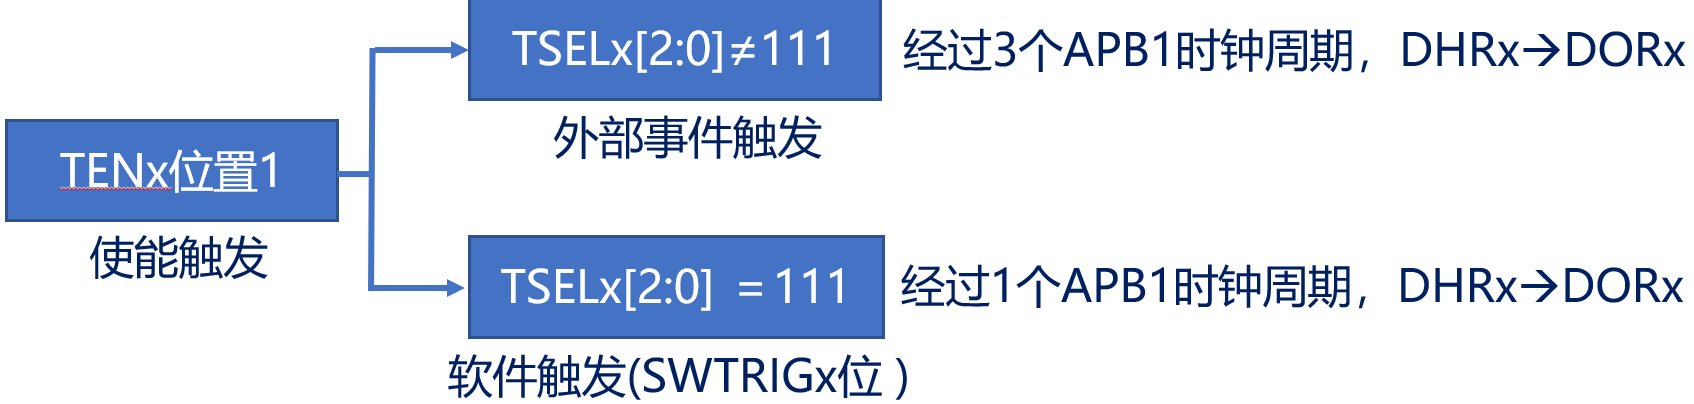 TSELx[2:0]≠111
经过3个APB1时钟周期，DHRx→DORx
外部事件触发
TENx位置1
使能触发
TSELx[2:0] = 111
经过1个APB1时钟周期，DHRx→DORx
软件触发(SWTRIGx位 )